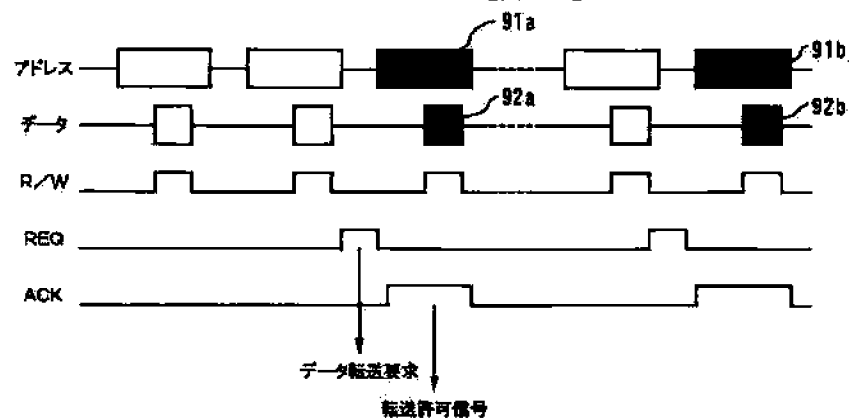 91a
アドレス
91b
データ
92a
92b
R/W
REQ
ACK
データ転送要求
転送許可信号